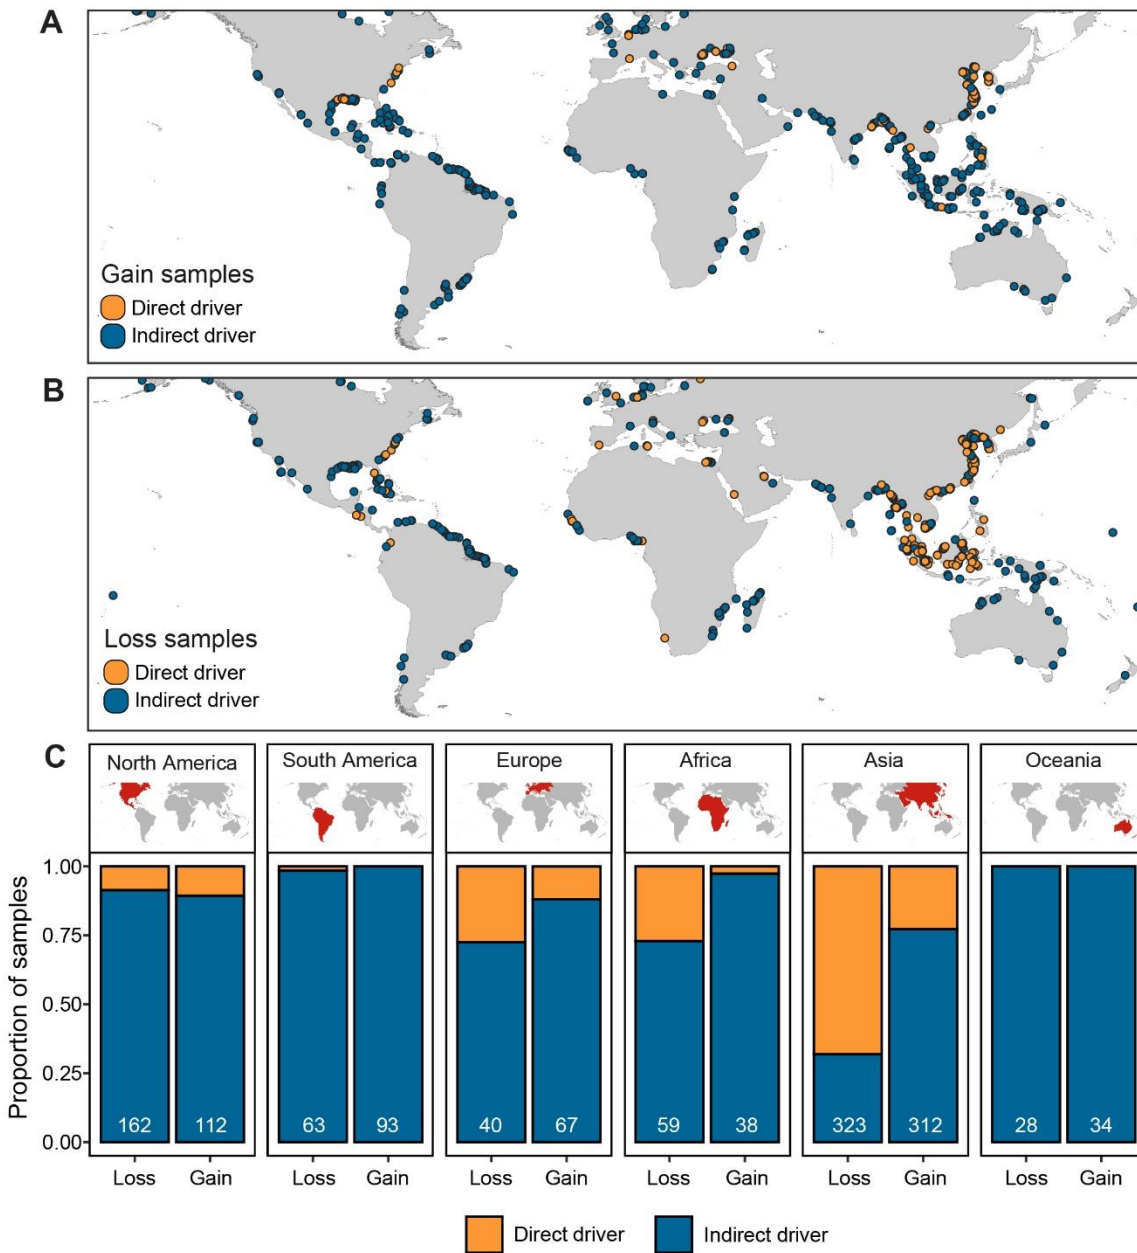 A
Gain samples
Direct driver
Indirect driver
B
Loss samples
Direct driver
Indirect driver
C
North America
South America
Europe
Africa
Asia
Oceania
Proportion of samples
1.00
0.75
0.50
0.25
0.00
162 112
63 93
40 67
59 38
323 312
28 34
Loss Gain
Loss Gain
Loss Gain
Loss Gain
Loss Gain
Loss Gain
Direct driver Indirect driver